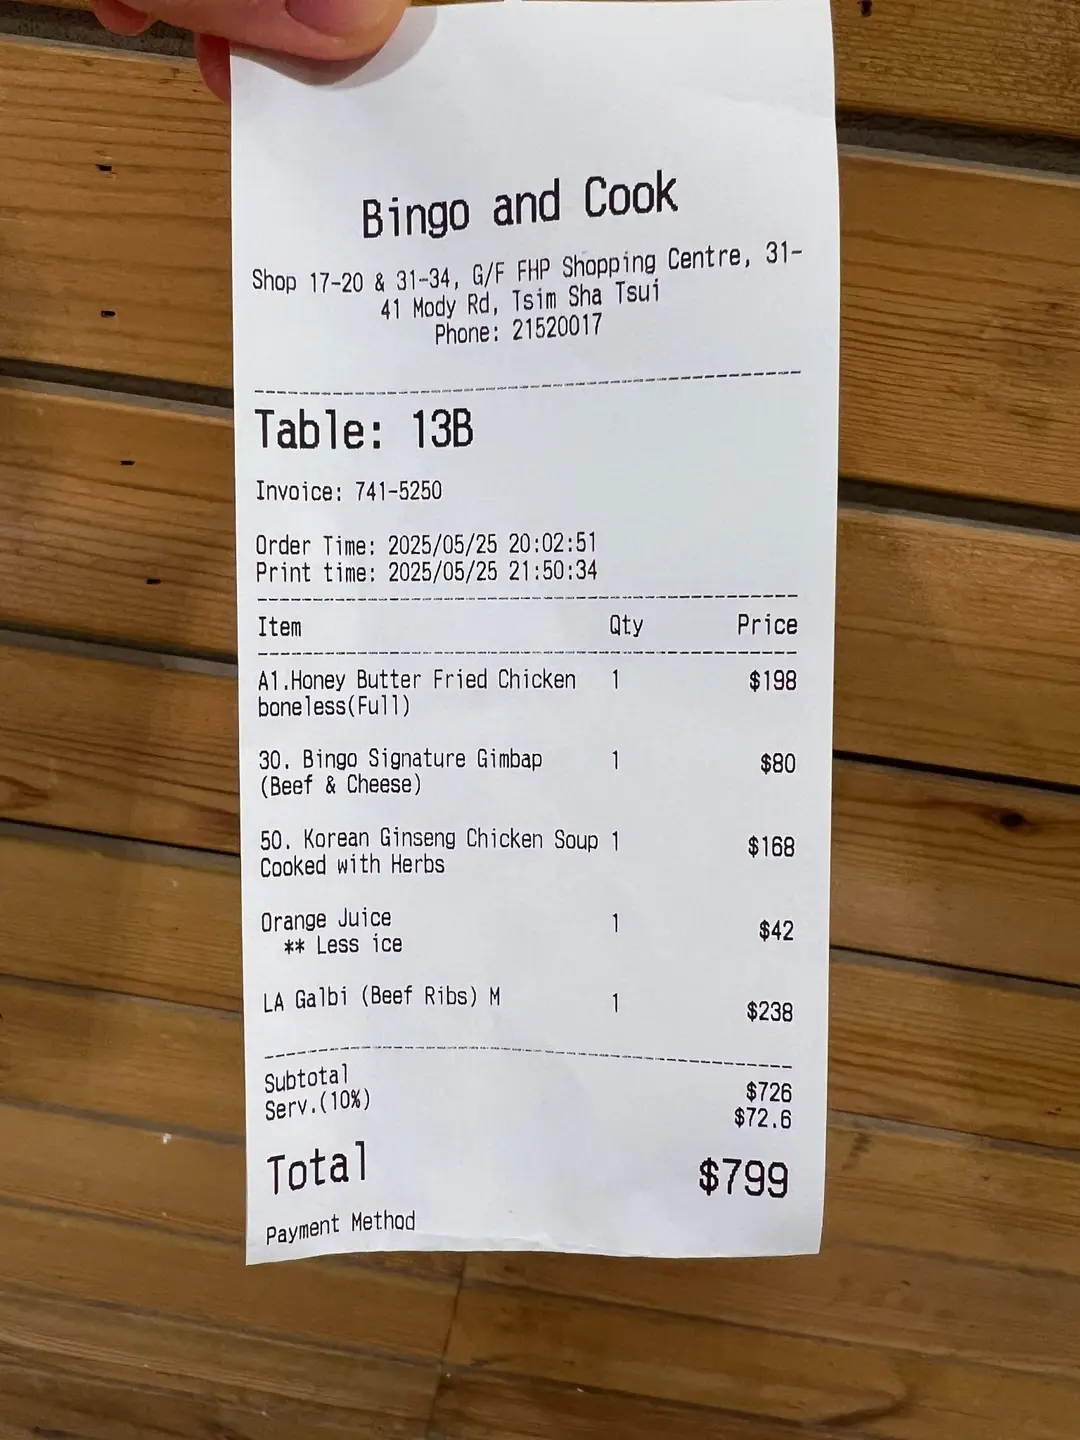 Bingo and Cook
Shop 17-20 & 31-34, G/F FHP Shopping Centre, 31-
41 Mody Rd, Tsim Sha Tsui
Phone: 21520017
Table: 13B
Invoice: 741-5250
Order Time: 2025/05/25 20:02:51
Print time: 2025/05/25 21:50:34
Item Qty Price
A1.Honey Butter Fried Chicken 1 $198
boneless(Full)
30. Bingo Signature Gimbap 1 $80
(Beef & Cheese)
50. Korean Ginseng Chicken Soup 1 $168
Cooked with Herbs
Orange Juice 1 $42
** Less ice
LA Galbi (Beef Ribs) M 1 $238
Subtotal $726
Serv.(10%) $72.6
Total $799
Payment Method